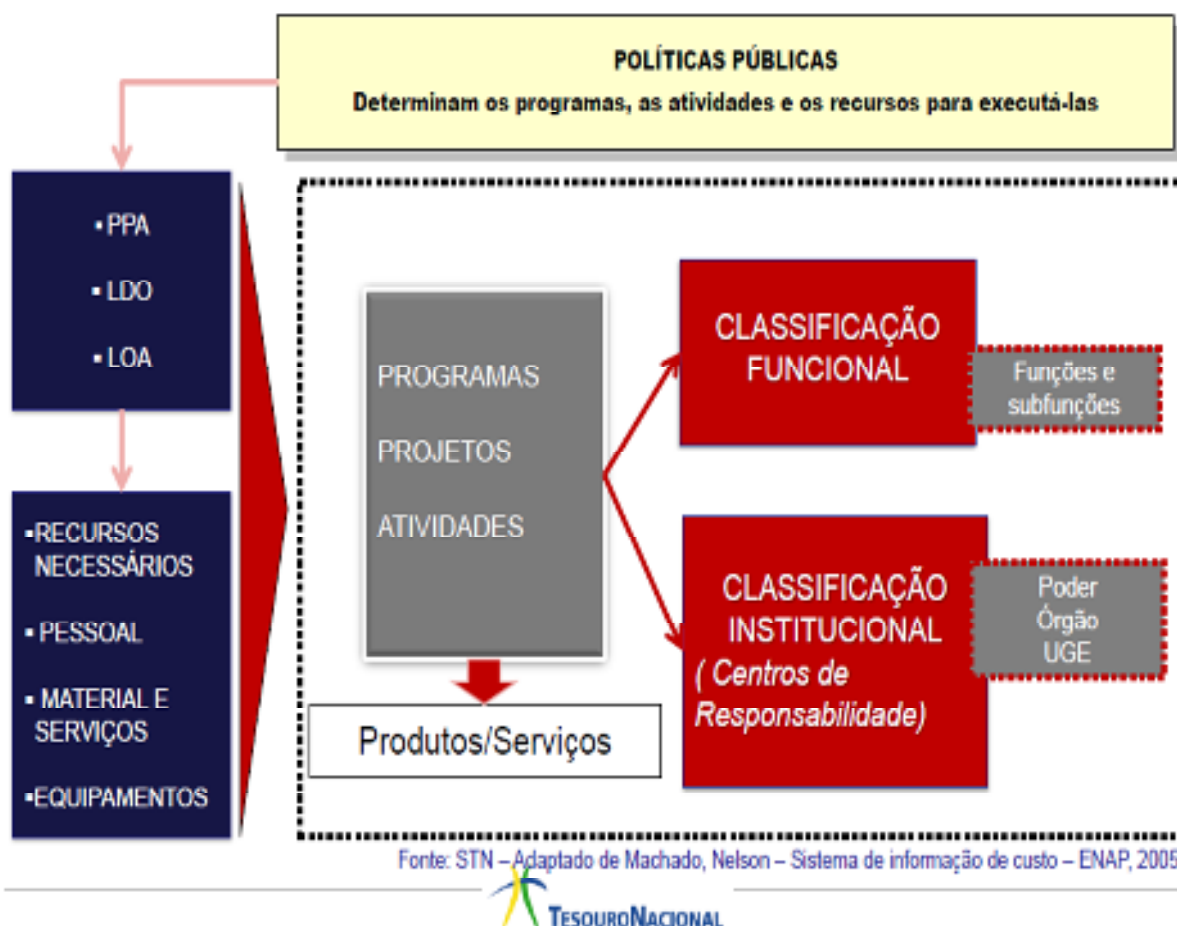 POLÍTICAS PÚBLICAS
Determinam os programas, as atividades e os recursos para executá-las
▪ PPA
▪ LDO
▪ LOA
▪RECURSOS
NECESSÁRIOS
▪ PESSOAL
▪ MATERIAL E
SERVIÇOS
▪EQUIPAMENTOS
PROGRAMAS
PROJETOS
ATIVIDADES
Produtos/Serviços
CLASSIFICAÇÃO
FUNCIONAL
Funções e
subfunções
CLASSIFICAÇÃO
INSTITUCIONAL
( Centros de
Responsabilidade)
Poder
Órgão
UGE
Fonte: STN – Adaptado de Machado, Nelson – Sistema de informação de custo – ENAP, 2005
TESOURONACIONAL